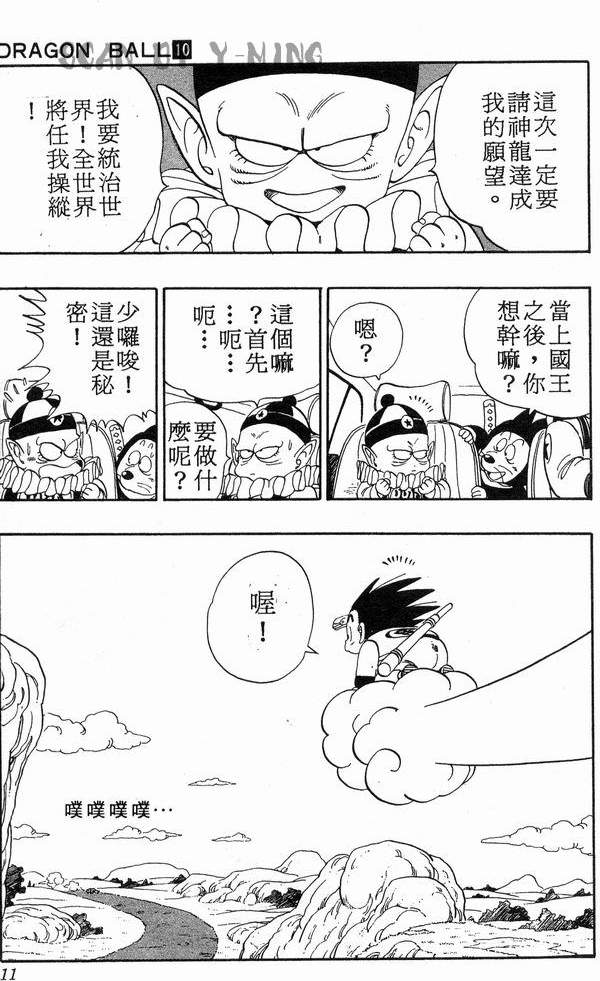 DRAGON BALL 10
SCAN BY Y-MING
這次一定要
請神龍達成
我的願望。
我要統治世
界!全世界
將任我操縱
!
當上國王
之後,你
想幹嘛?
嗯?
這個嘛
?首先
…呃…
呃…
要做什
麼呢?
少囉唆!
這還是秘
密!
喔!
噗噗噗噗…
11